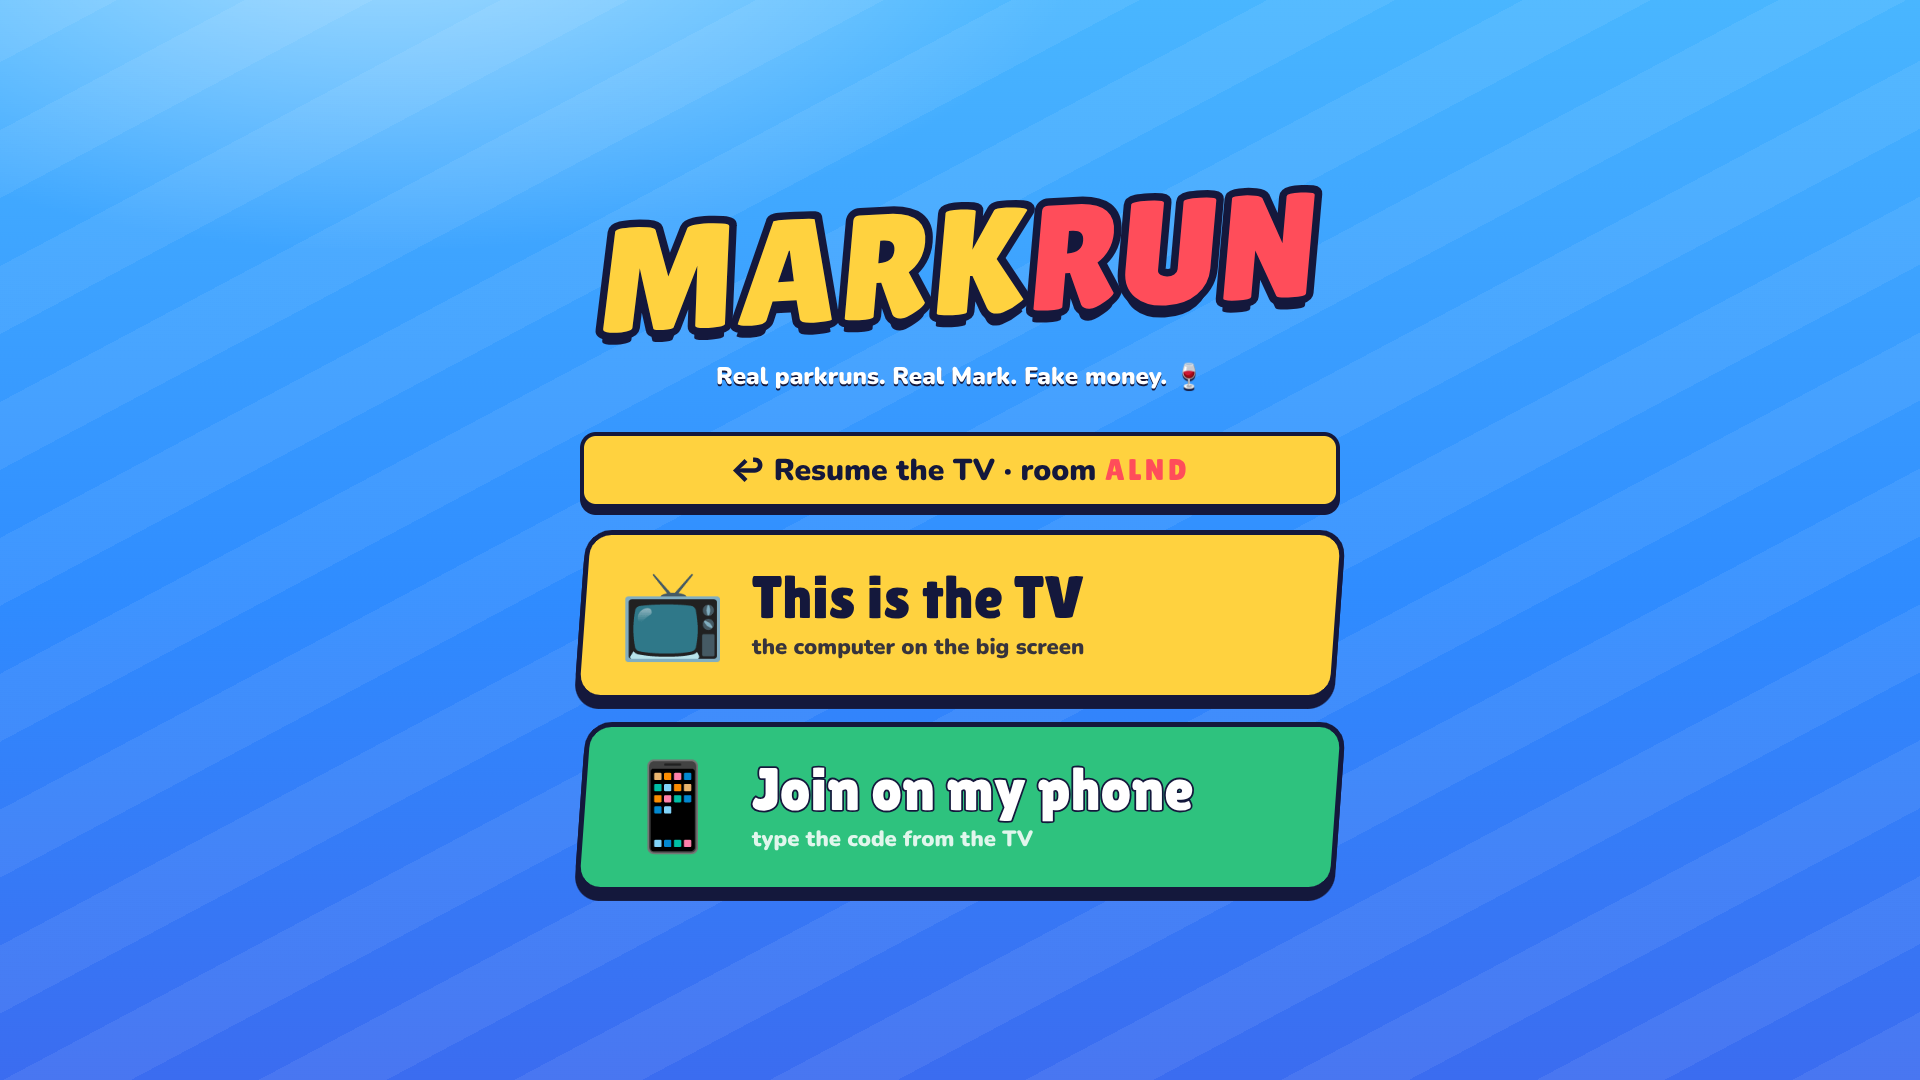 MARKRUN
Real parkruns. Real Mark. Fake money. 🍷
↩ Resume the TV · room ALND
This is the TV
the computer on the big screen
Join on my phone
type the code from the TV